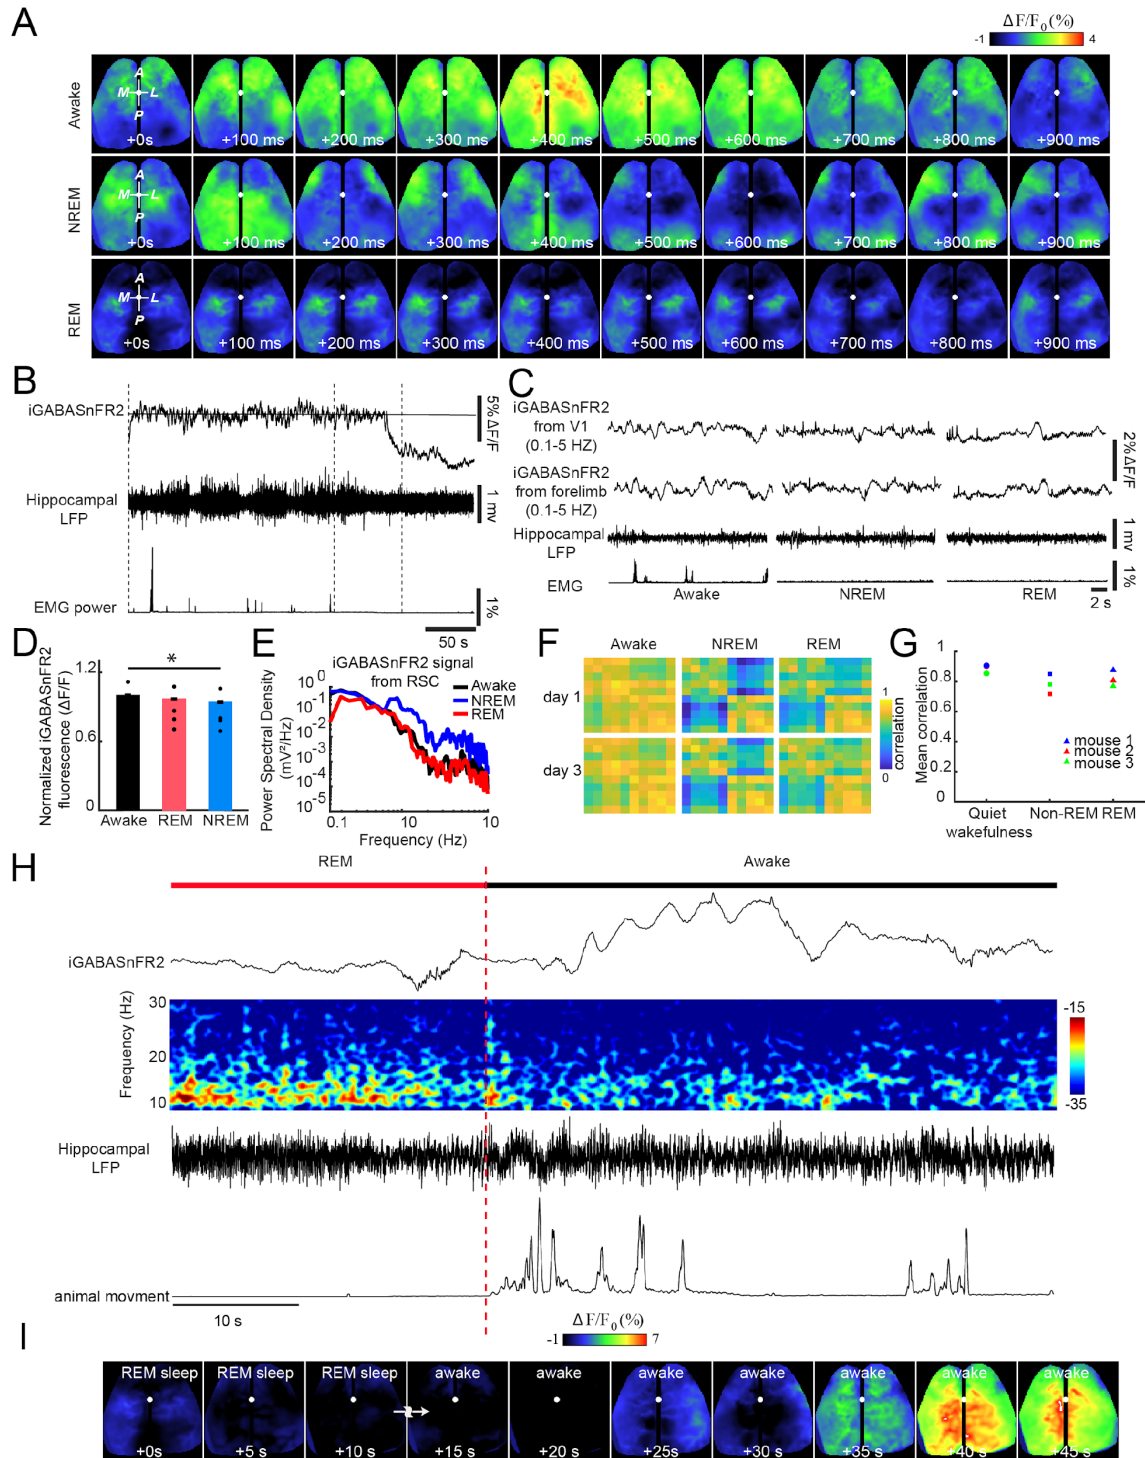 A
ΔF/F0(%)
-1 4
Awake
A
M L
P
+0s +100 ms +200 ms +300 ms +400 ms +500 ms +600 ms +700 ms +800 ms +900 ms
NREM
A
M L
P
+0s +100 ms +200 ms +300 ms +400 ms +500 ms +600 ms +700 ms +800 ms +900 ms
REM
A
M L
P
+0s +100 ms +200 ms +300 ms +400 ms +500 ms +600 ms +700 ms +800 ms +900 ms
B
iGABASnFR2
5% ΔF/F
Hippocampal
LFP
1 mv
EMG power
1%
50 s
C
iGABASnFR2
from V1
(0.1-5 HZ)
iGABASnFR2
from forelimb
(0.1-5 HZ)
2%ΔF/F
Hippocampal
LFP
1 mv
EMG
1%
Awake NREM REM
2 s
D
Normalized iGABASnFR2
fluorescence (ΔF/F)
1.2
0.6
0
*
Awake REM NREM
E
iGABASnFR2 signal
from RSC
Awake
NREM
REM
Power Spectral Density
(mV²/Hz)
10^0
10^-1
10^-2
10^-3
10^-4
10^-5
0.1 10 10
Frequency (Hz)
F
Awake NREM REM
day 1
day 3
1
0
correlation
G
Mean correlation
1
0.8
0.6
0.4
0.2
0
mouse 1
mouse 2
mouse 3
Quiet
wakefulness
Non-REM
REM
H
REM Awake
iGABASnFR2
Frequency (Hz)
30
20
10
-15
-35
Hippocampal
LFP
animal movment
10 s
I
ΔF/F0(%)
-1 7
REM sleep REM sleep REM sleep awake awake awake awake awake awake awake
+0s +5 s +10 s +15 s +20 s +25s +30 s +35 s +40 s +45 s